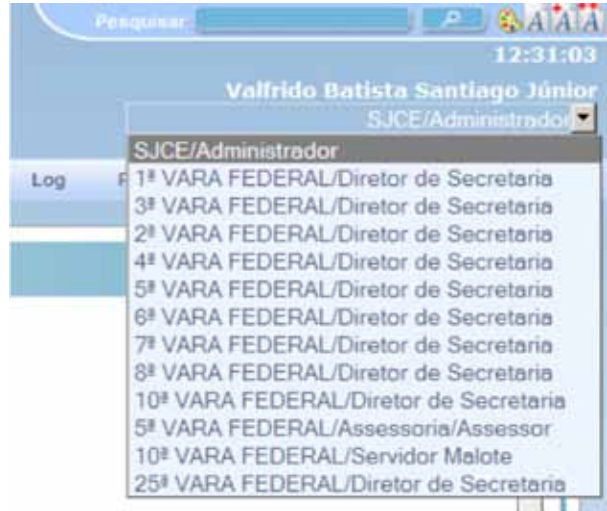 Pesquisar
A A A
12:31:03
Valfrido Batista Santiago Júnior
SJCE/Administrador
SJCE/Administrador
Log
1ª VARA FEDERAL/Diretor de Secretaria
3ª VARA FEDERAL/Diretor de Secretaria
2ª VARA FEDERAL/Diretor de Secretaria
4ª VARA FEDERAL/Diretor de Secretaria
5ª VARA FEDERAL/Diretor de Secretaria
6ª VARA FEDERAL/Diretor de Secretaria
7ª VARA FEDERAL/Diretor de Secretaria
8ª VARA FEDERAL/Diretor de Secretaria
10ª VARA FEDERAL/Diretor de Secretaria
5ª VARA FEDERAL/Assessoria/Assessor
10ª VARA FEDERAL/Servidor Malote
25ª VARA FEDERAL/Diretor de Secretaria